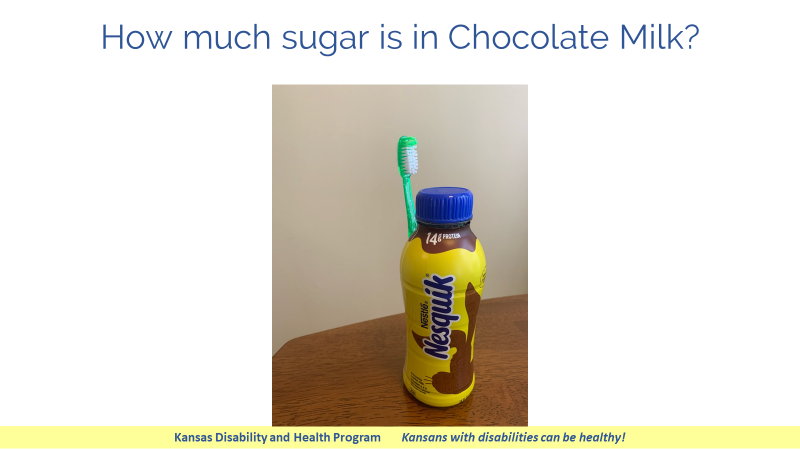 How much sugar is in Chocolate Milk?
14g PROTEIN
Nestlé
Nesquik
Kansas Disability and Health Program Kansans with disabilities can be healthy!